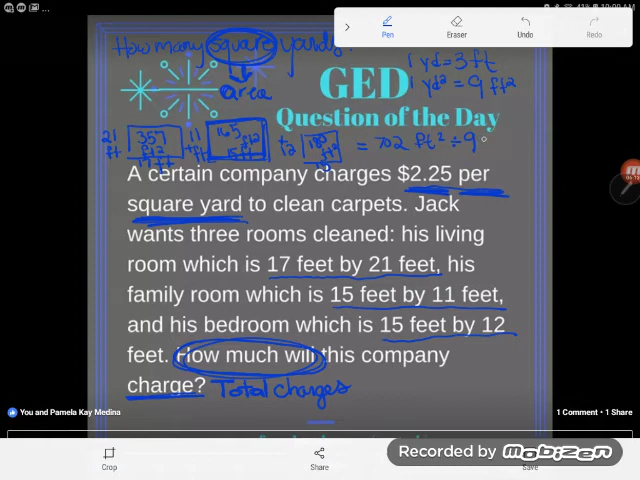 41% 10:00 AM
Pen
Eraser
Undo
Redo
How many square yards?
area
1 yd = 3 ft
1 yd² = 9 ft²
GED
Question of the Day
21 ft 357 ft2 17 ft 11 ft 165 ft2 15 ft 12 ft 180 ft2 = 702 ft² ÷ 9
A certain company charges $2.25 per
square yard to clean carpets. Jack
wants three rooms cleaned: his living
room which is 17 feet by 21 feet, his
family room which is 15 feet by 11 feet,
and his bedroom which is 15 feet by 12
feet. How much will this company
charge? Total charges
You and Pamela Kay Medina
1 Comment • 1 Share
Crop
Share
Save
Recorded by Mobizen